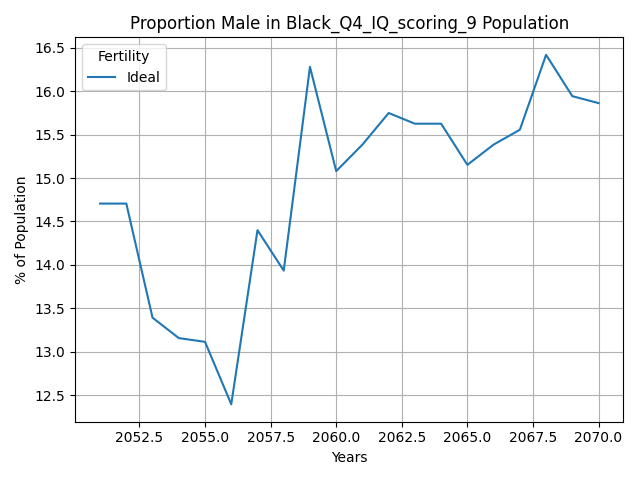 Proportion Male in Black_Q4_IQ_scoring_9 Population
Fertility
Ideal
% of Population
16.5
16.0
15.5
15.0
14.5
14.0
13.5
13.0
12.5
2052.5 2055.0 2057.5 2060.0 2062.5 2065.0 2067.5 2070.0
Years